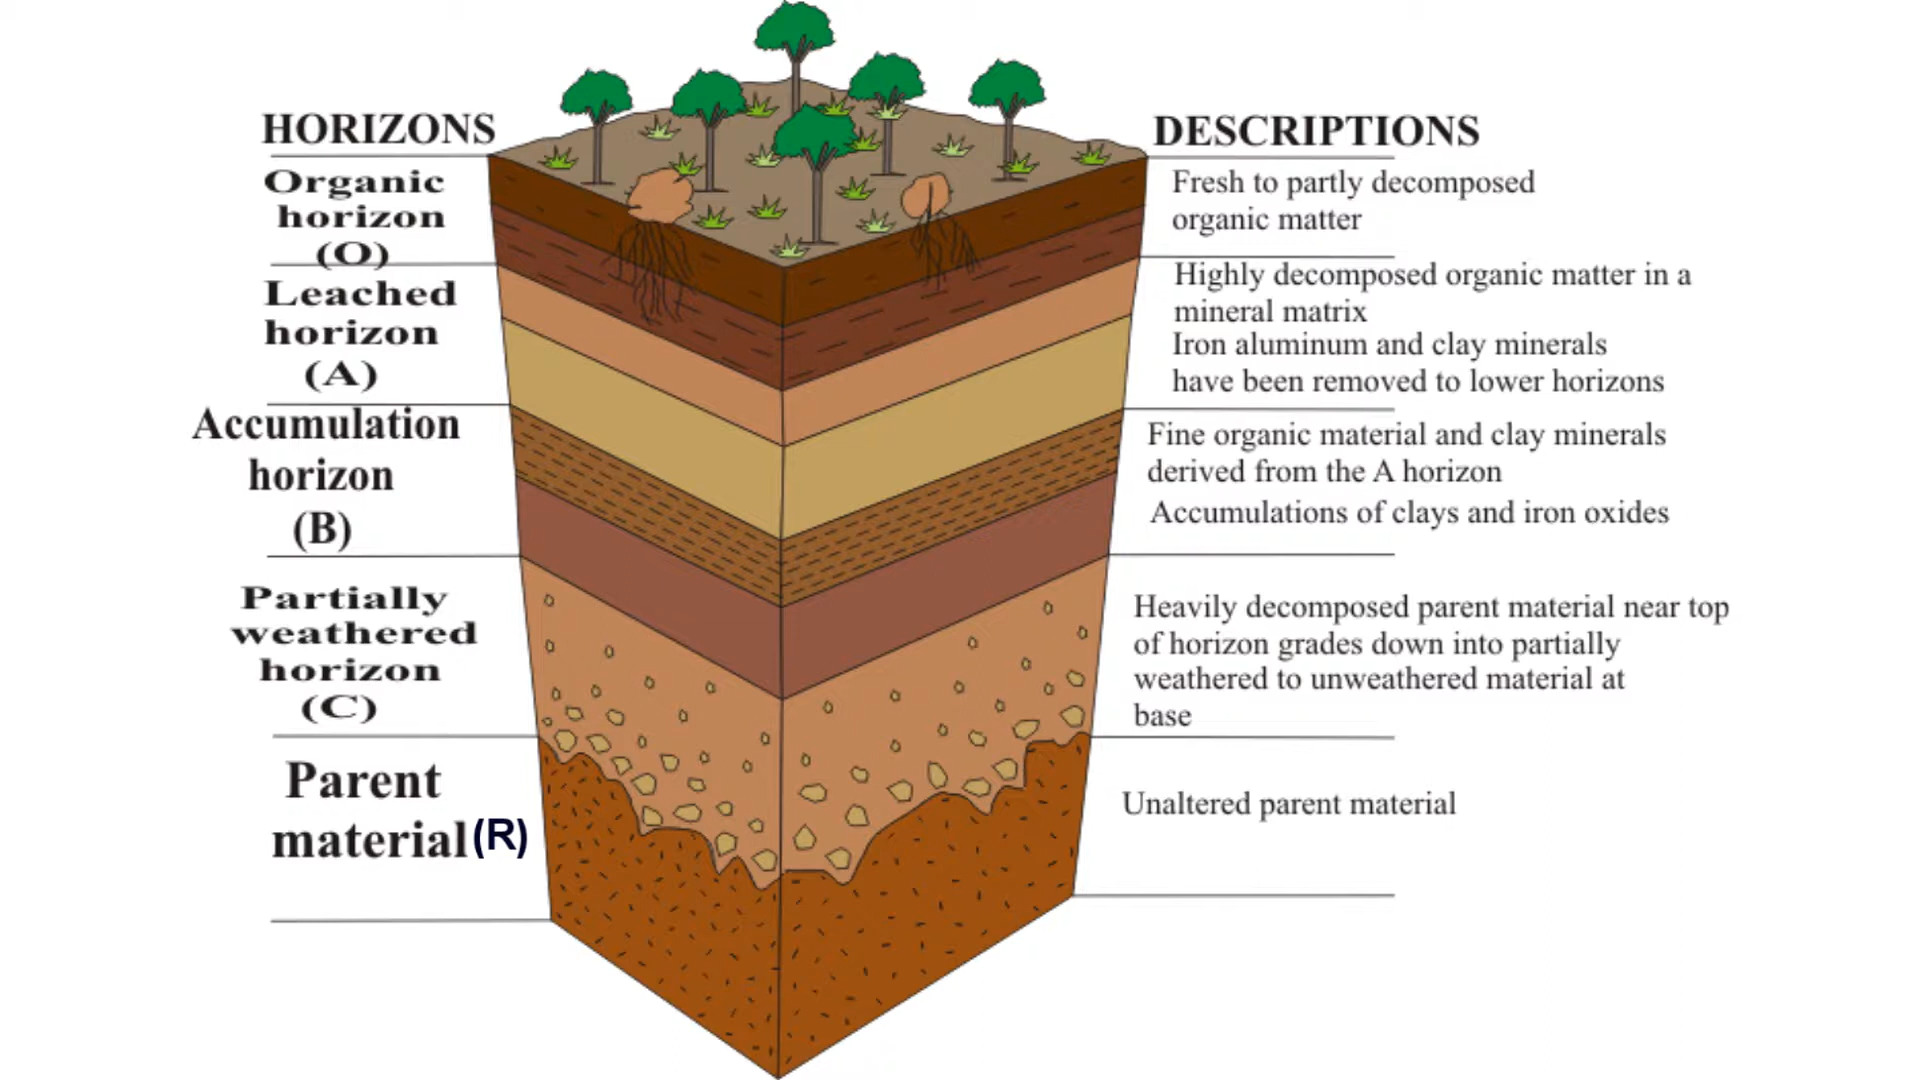 HORIZONS
Organic
horizon
(O)
Leached
horizon
(A)
Accumulation
horizon
(B)
Partially
weathered
horizon
(C)
Parent
material (R)
DESCRIPTIONS
Fresh to partly decomposed
organic matter
Highly decomposed organic matter in a
mineral matrix
Iron aluminum and clay minerals
have been removed to lower horizons
Fine organic material and clay minerals
derived from the A horizon
Accumulations of clays and iron oxides
Heavily decomposed parent material near top
of horizon grades down into partially
weathered to unweathered material at
base
Unaltered parent material